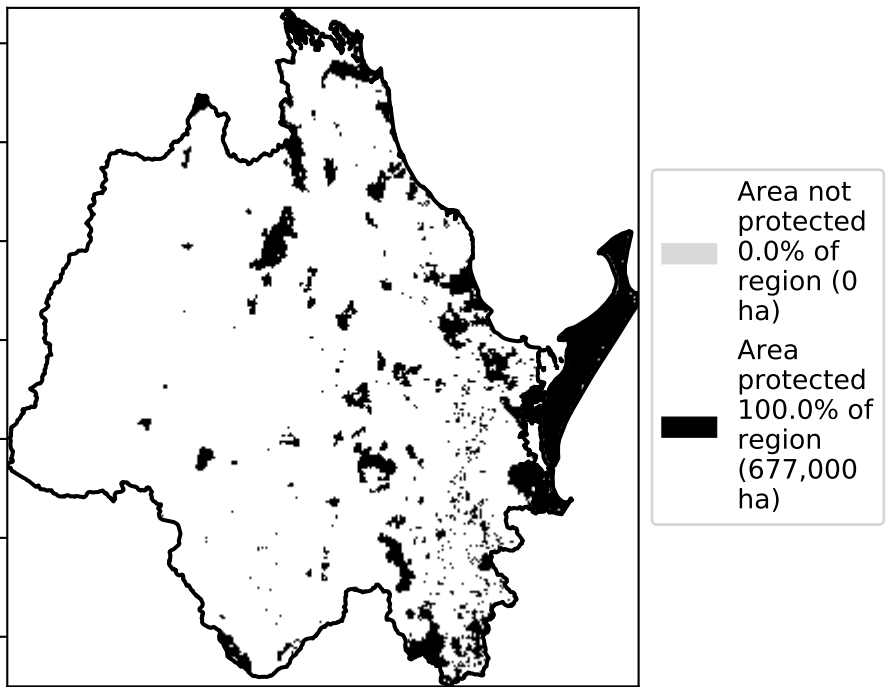 Area not
protected
0.0% of
region (0
ha)
Area
protected
100.0% of
region
(677,000
ha)